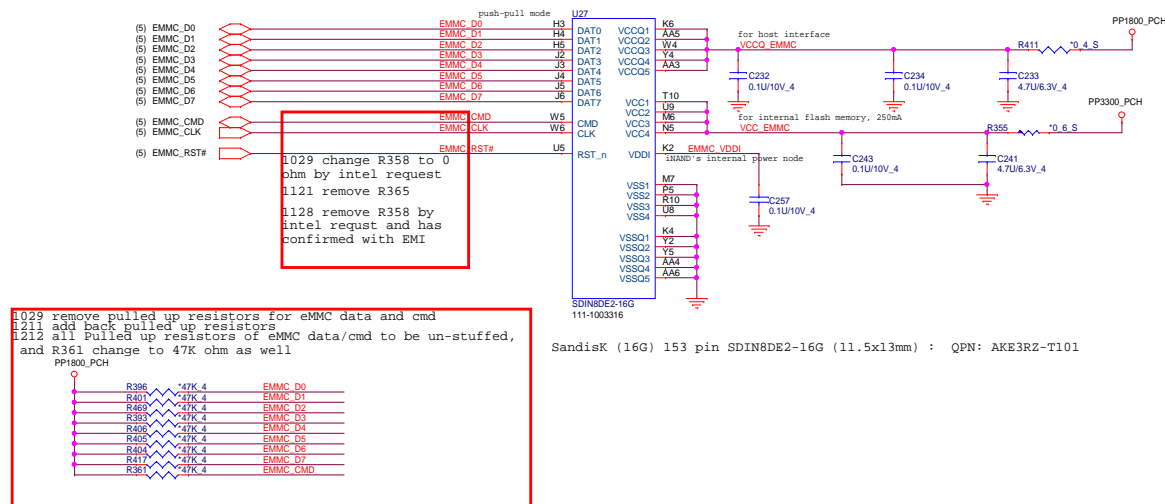 push-pull mode
U27
(5) EMMC_D0 EMMC_D0 H3 DAT0 VCCQ1 K6
(5) EMMC_D1 EMMC_D1 H4 DAT1 VCCQ2 AA5
(5) EMMC_D2 EMMC_D2 H5 DAT2 VCCQ3 W4
(5) EMMC_D3 EMMC_D3 J2 DAT3 VCCQ4 Y4
(5) EMMC_D4 EMMC_D4 J3 DAT4 VCCQ5 AA3
(5) EMMC_D5 EMMC_D5 J4 DAT5
(5) EMMC_D6 EMMC_D6 J5 DAT6
(5) EMMC_D7 EMMC_D7 J6 DAT7
for host interface
VCCQ_EMMC
R411 *0_4_S
PP1800_PCH
C232
0.1U/10V_4
C234
0.1U/10V_4
C233
4.7U/6.3V_4
VCC1 T10
VCC2 U9
VCC3 M6
VCC4 N5
for internal flash memory, 250mA
VCC_EMMC
R355 *0_6_S
PP3300_PCH
(5) EMMC_CMD EMMC_CMD W5 CMD
(5) EMMC_CLK EMMC_CLK W6 CLK
(5) EMMC_RST# EMMC_RST# U5 RST_n
VDDI K2 EMMC_VDDI
iNAND's internal power node
C243
0.1U/10V_4
C241
4.7U/6.3V_4
C257
0.1U/10V_4
VSS1 M7
VSS2 P5
VSS3 R10
VSS4 U8
VSSQ1 K4
VSSQ2 Y2
VSSQ3 Y5
VSSQ4 AA4
VSSQ5 AA6
1029 change R358 to 0
ohm by intel request
1121 remove R365
1128 remove R358 by
intel requst and has
confirmed with EMI
SDIN8DE2-16G
111-1003316
SandisK (16G) 153 pin SDIN8DE2-16G (11.5x13mm) : QPN: AKE3RZ-T101
1029 remove pulled up resistors for eMMC data and cmd
1211 add back pulled up resistors
1212 all Pulled up resistors of eMMC data/cmd to be un-stuffed,
and R361 change to 47K ohm as well
PP1800_PCH
R396 *47K_4 EMMC_D0
R401 *47K_4 EMMC_D1
R469 *47K_4 EMMC_D2
R393 *47K_4 EMMC_D3
R406 *47K_4 EMMC_D4
R405 *47K_4 EMMC_D5
R404 *47K_4 EMMC_D6
R417 *47K_4 EMMC_D7
R361 *47K_4 EMMC_CMD